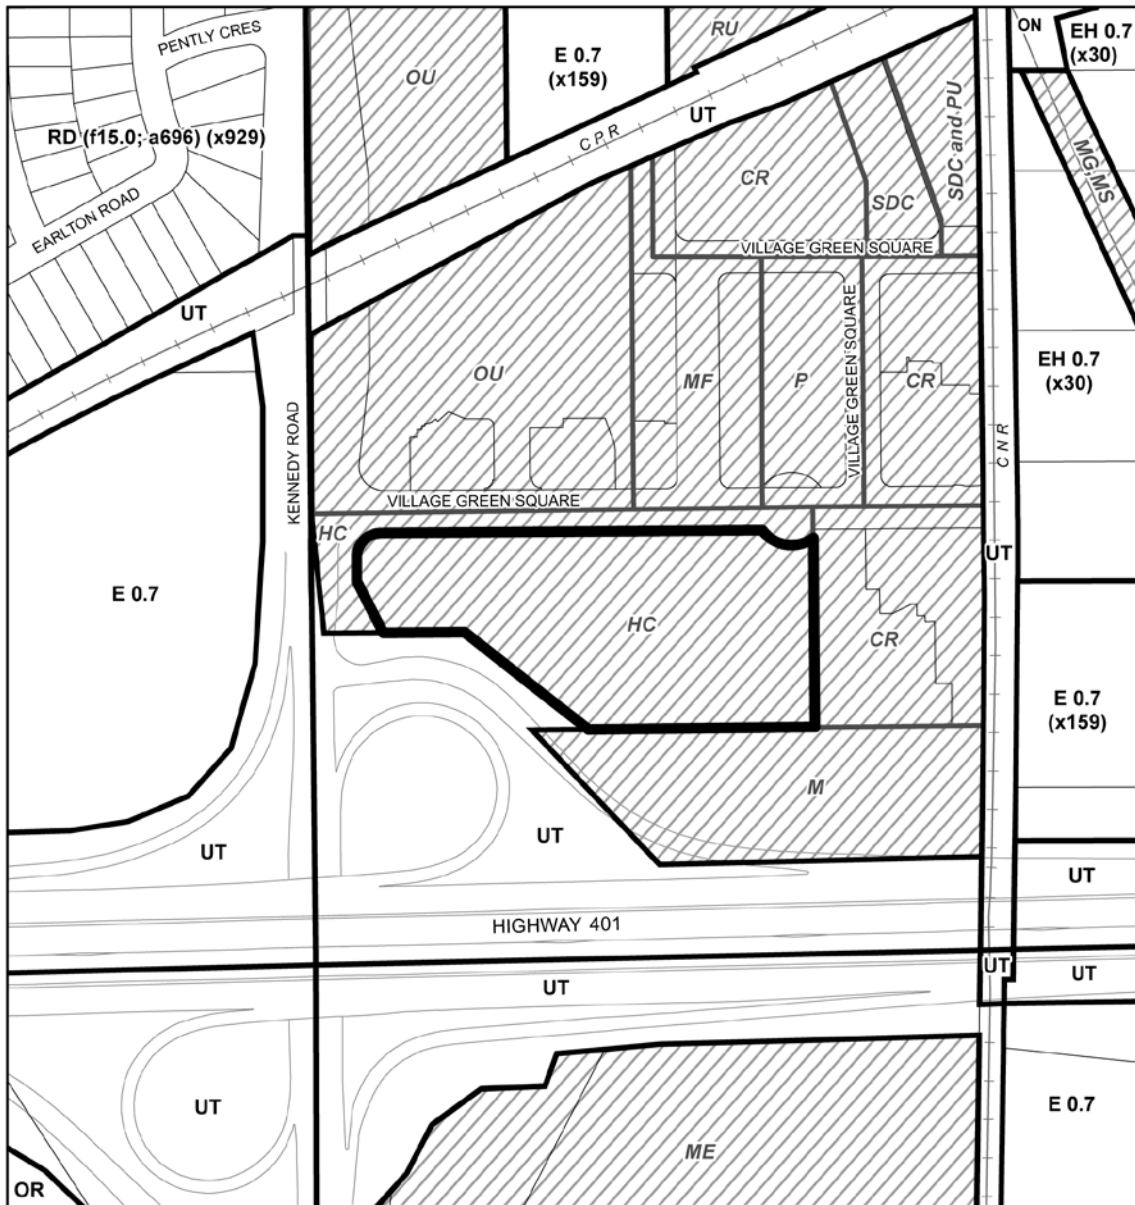 PENTLY CRES
OU
E 0.7
(x159)
RU
ON
EH 0.7
(x30)
RD (f15.0; a696) (x929)
CPR
UT
CR
SDC
SDC and PU
MG,MS
EARLTON ROAD
VILLAGE GREEN SQUARE
UT
KENNEDY ROAD
OU
MF
P
VILLAGE GREEN SQUARE
CR
CNR
EH 0.7
(x30)
VILLAGE GREEN SQUARE
HC
UT
E 0.7
HC
CR
E 0.7
(x159)
M
UT
UT
UT
HIGHWAY 401
UT
UT
UT
UT
E 0.7
ME
OR